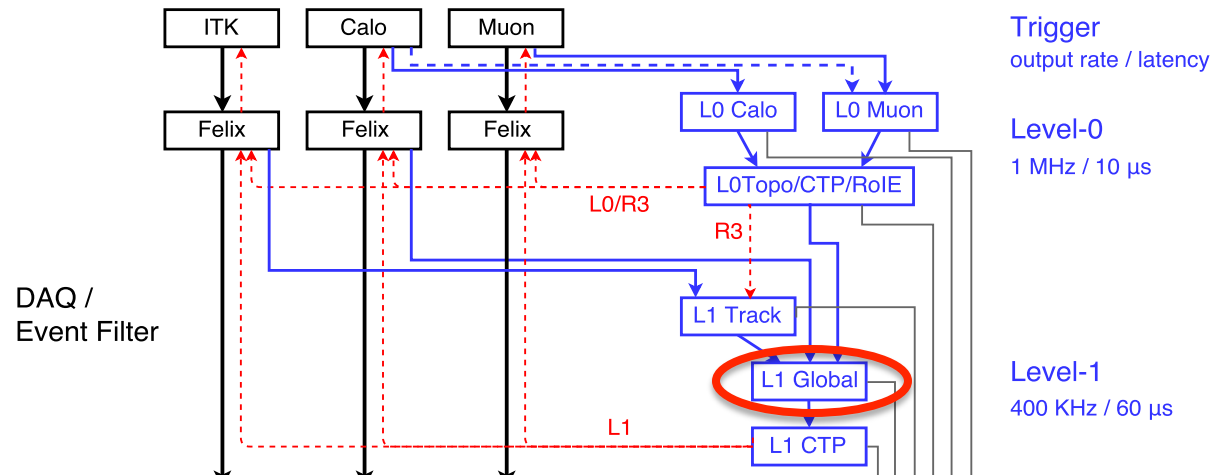 ITK
Calo
Muon
Trigger
output rate / latency
Felix
Felix
Felix
L0 Calo
L0 Muon
Level-0
1 MHz / 10 µs
L0Topo/CTP/RoIE
L0/R3
R3
DAQ /
Event Filter
L1 Track
L1 Global
Level-1
400 KHz / 60 µs
L1
L1 CTP